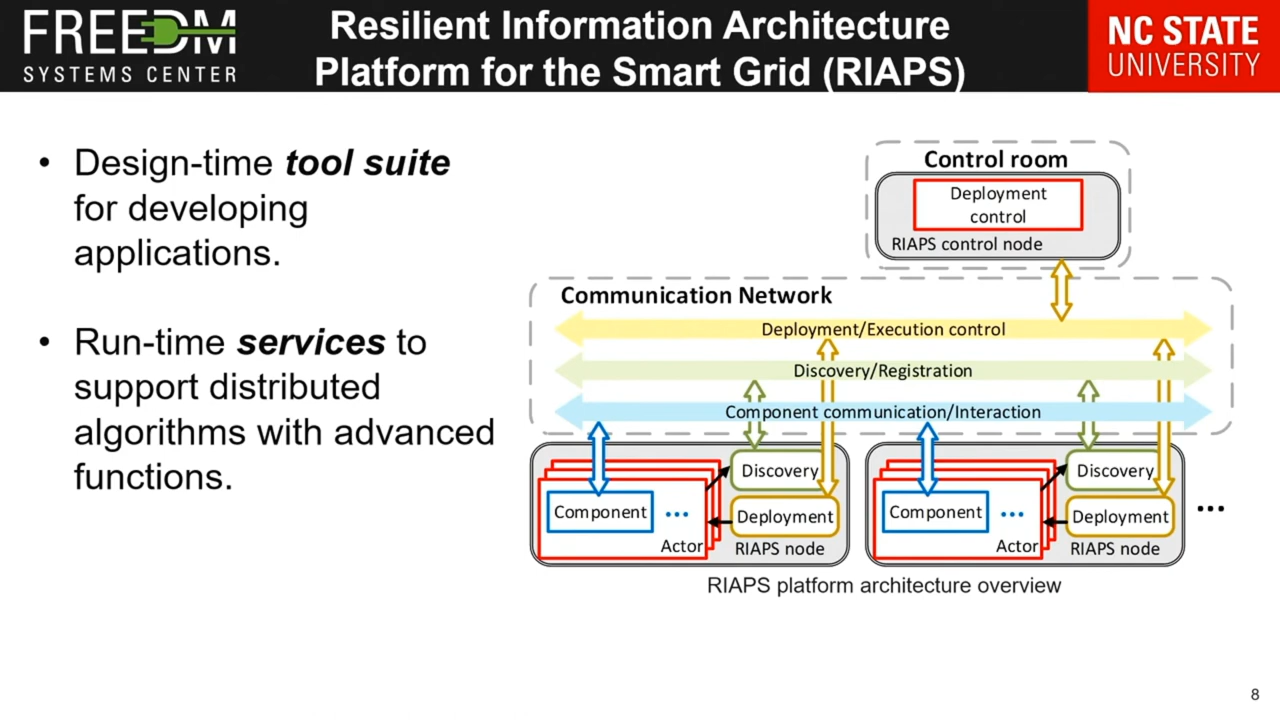 FREEDM
SYSTEMS CENTER
Resilient Information Architecture
Platform for the Smart Grid (RIAPS)
NC STATE
UNIVERSITY
• Design-time tool suite
for developing
applications.
• Run-time services to
support distributed
algorithms with advanced
functions.
Control room
Deployment
control
RIAPS control node
Communication Network
Deployment/Execution control
Discovery/Registration
Component communication/Interaction
Discovery
Component ...
Deployment
Actor
RIAPS node
Discovery
Component ...
Deployment
Actor
RIAPS node
...
RIAPS platform architecture overview
8